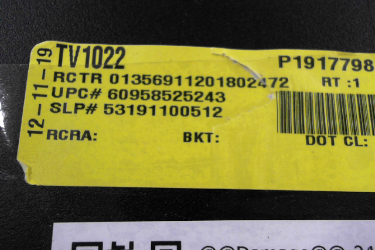 12-11-19
TV1022 P1917798
RCTR 01356911201802472 RT :1
UPC# 60958525243
SLP# 53191100512
RCRA: BKT: DOT CL: